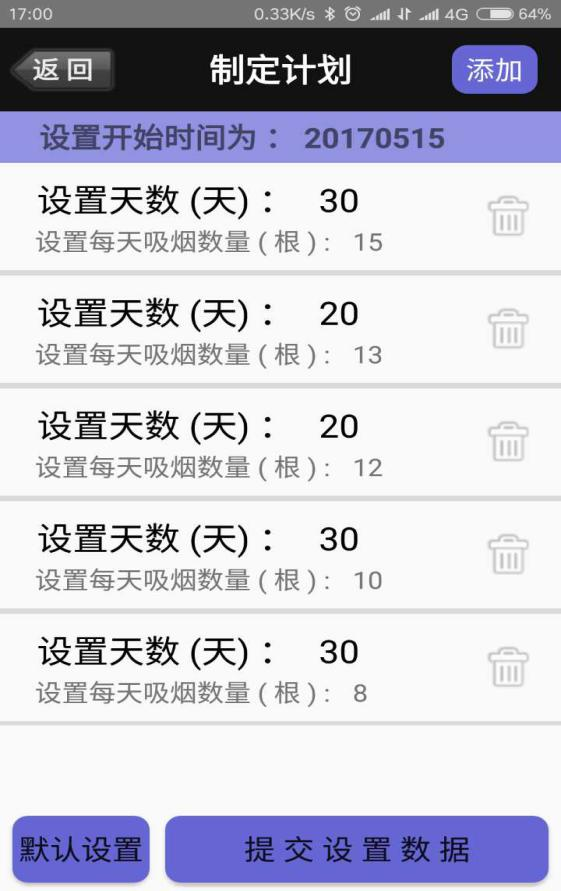 17:00 0.33K/s 4G 64%
返回 制定计划 添加
设置开始时间为： 20170515
设置天数 (天)： 30
设置每天吸烟数量 ( 根 )： 15
设置天数 (天)： 20
设置每天吸烟数量 ( 根 )： 13
设置天数 (天)： 20
设置每天吸烟数量 ( 根 )： 12
设置天数 (天)： 30
设置每天吸烟数量 ( 根 )： 10
设置天数 (天)： 30
设置每天吸烟数量 ( 根 )： 8
默认设置 提交设置数据